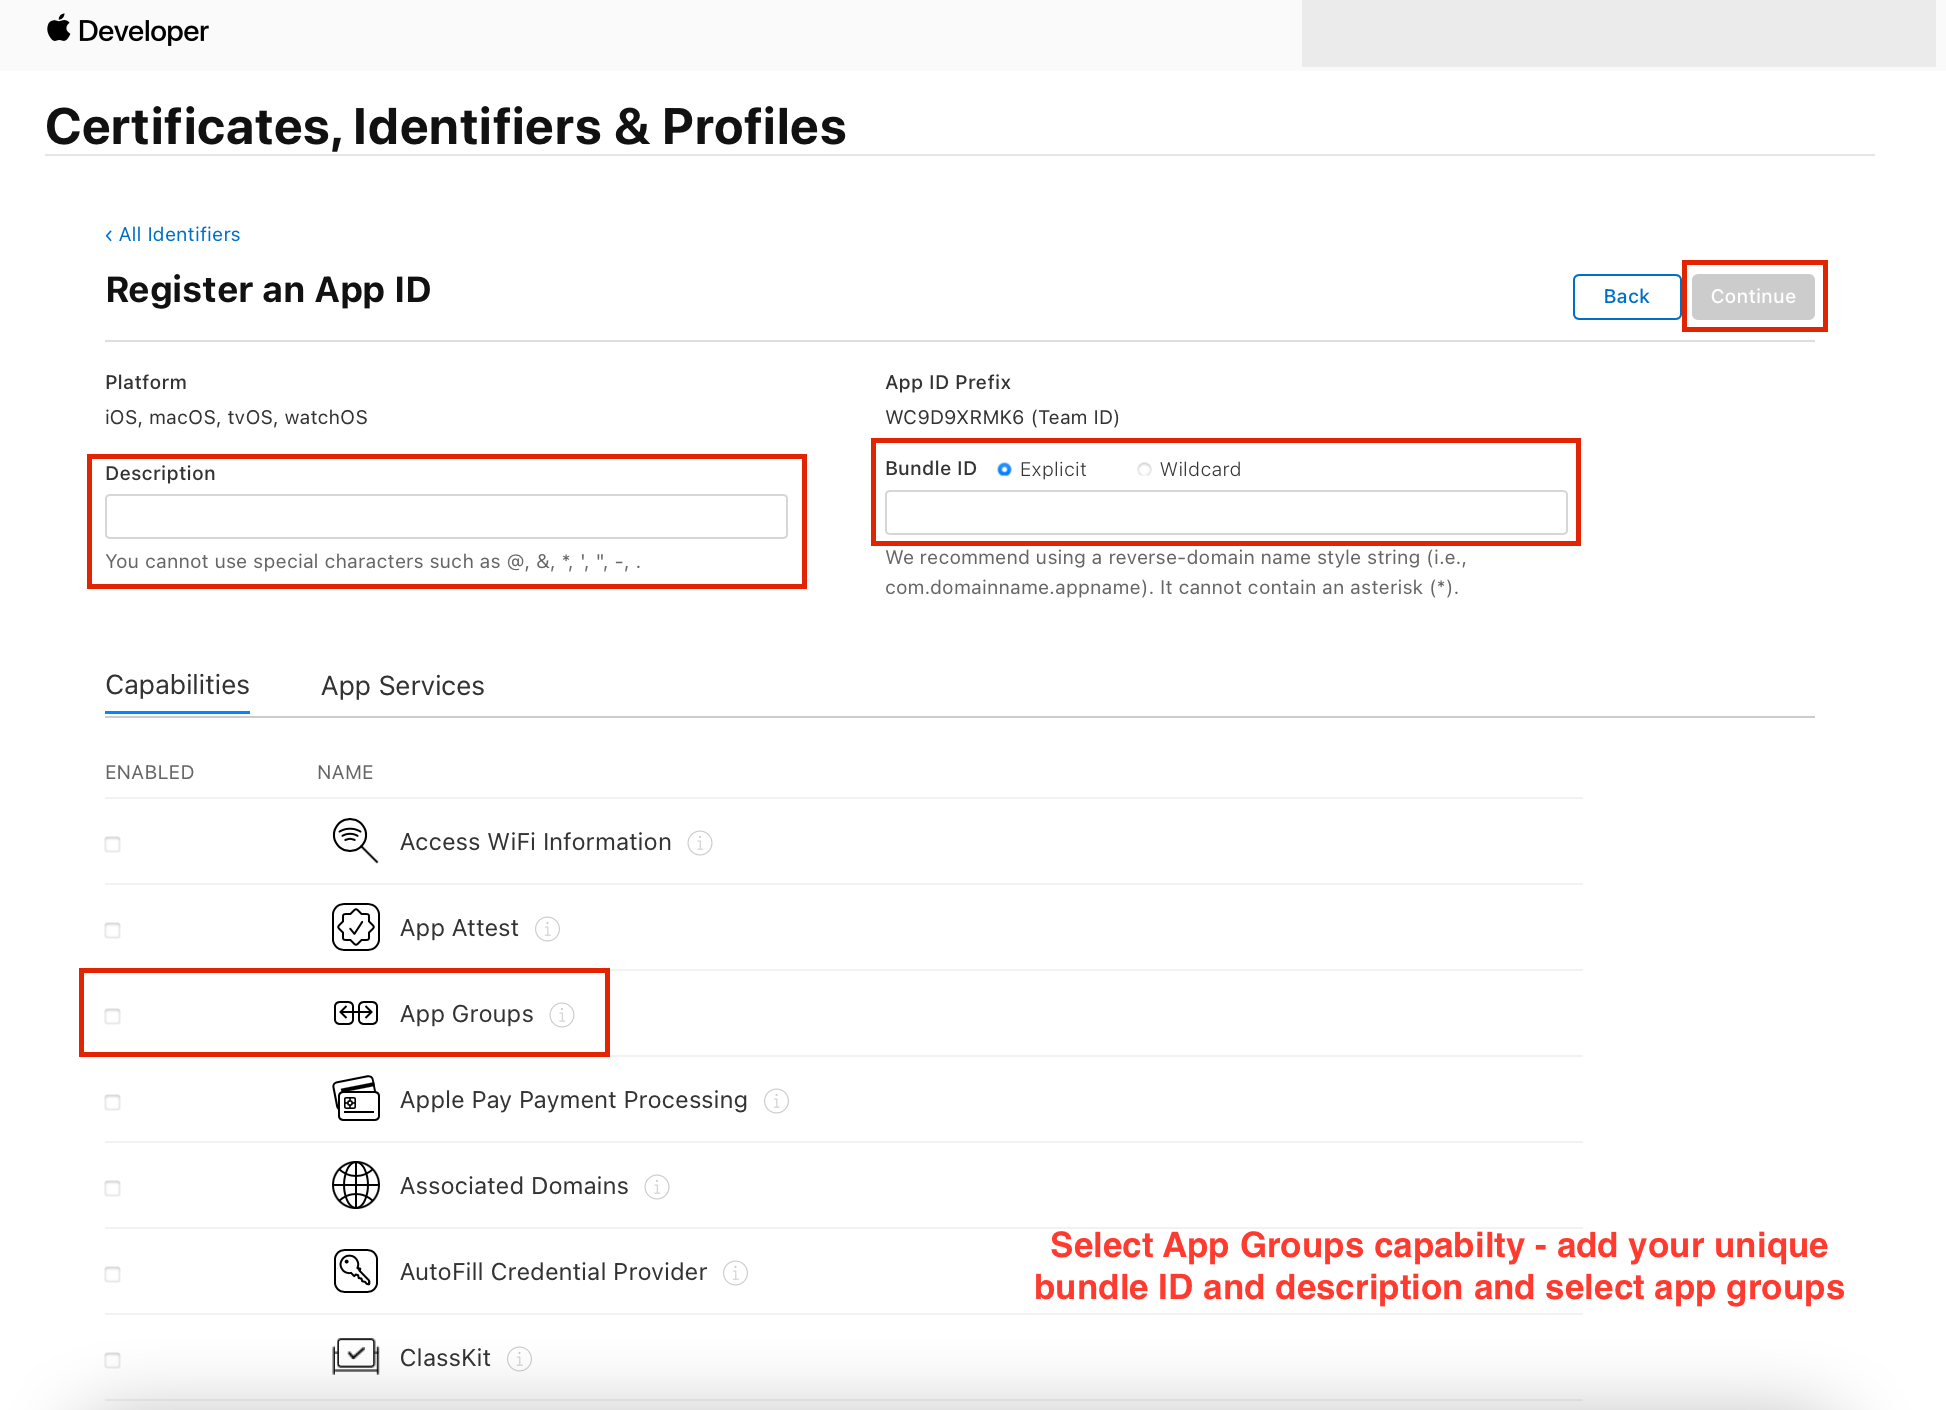 Developer
Certificates, Identifiers & Profiles
‹ All Identifiers
Register an App ID
Back
Continue
Platform
App ID Prefix
iOS, macOS, tvOS, watchOS
WC9D9XRMK6 (Team ID)
Description
Bundle ID Explicit Wildcard
You cannot use special characters such as @, &, *, ', ", -, .
We recommend using a reverse-domain name style string (i.e.,
com.domainname.appname). It cannot contain an asterisk (*).
Capabilities
App Services
ENABLED
NAME
Access WiFi Information
App Attest
App Groups
Apple Pay Payment Processing
Associated Domains
Select App Groups capabilty - add your unique
bundle ID and description and select app groups
AutoFill Credential Provider
ClassKit